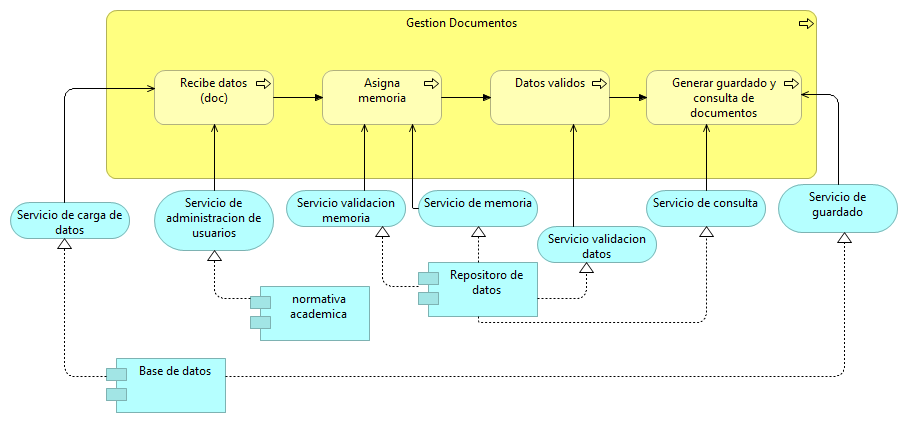 Gestion Documentos
Recibe datos
(doc)
Asigna
memoria
Datos validos
Generar guardado y
consulta de
documentos
Servicio de carga de
datos
Servicio de
administracion de
usuarios
Servicio validacion
memoria
Servicio de memoria
Servicio validacion
datos
Servicio de consulta
Servicio de
guardado
normativa
academica
Repositoro de
datos
Base de datos